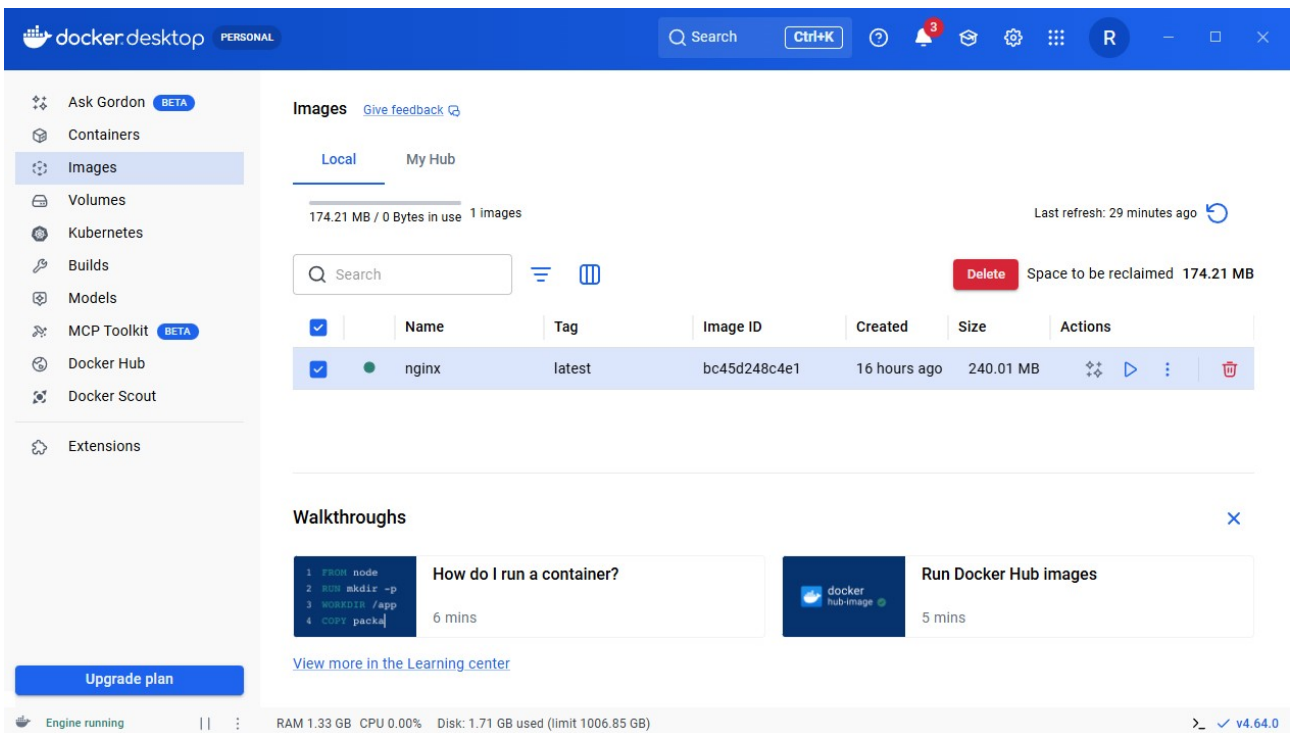 docker.desktop PERSONAL Search Ctrl+K 3 R
Ask Gordon BETA
Containers
Images
Volumes
Kubernetes
Builds
Models
MCP Toolkit BETA
Docker Hub
Docker Scout
Extensions
Upgrade plan
Images Give feedback
Local My Hub
174.21 MB / 0 Bytes in use 1 images Last refresh: 29 minutes ago
Search Delete Space to be reclaimed 174.21 MB
Name Tag Image ID Created Size Actions
nginx latest bc45d248c4e1 16 hours ago 240.01 MB
Walkthroughs
1 FROM node
2 RUN mkdir -p
3 WORKDIR /app
4 COPY packa
How do I run a container?
6 mins
docker
hub-image
Run Docker Hub images
5 mins
View more in the Learning center
Engine running RAM 1.33 GB CPU 0.00% Disk: 1.71 GB used (limit 1006.85 GB) >_ v4.64.0